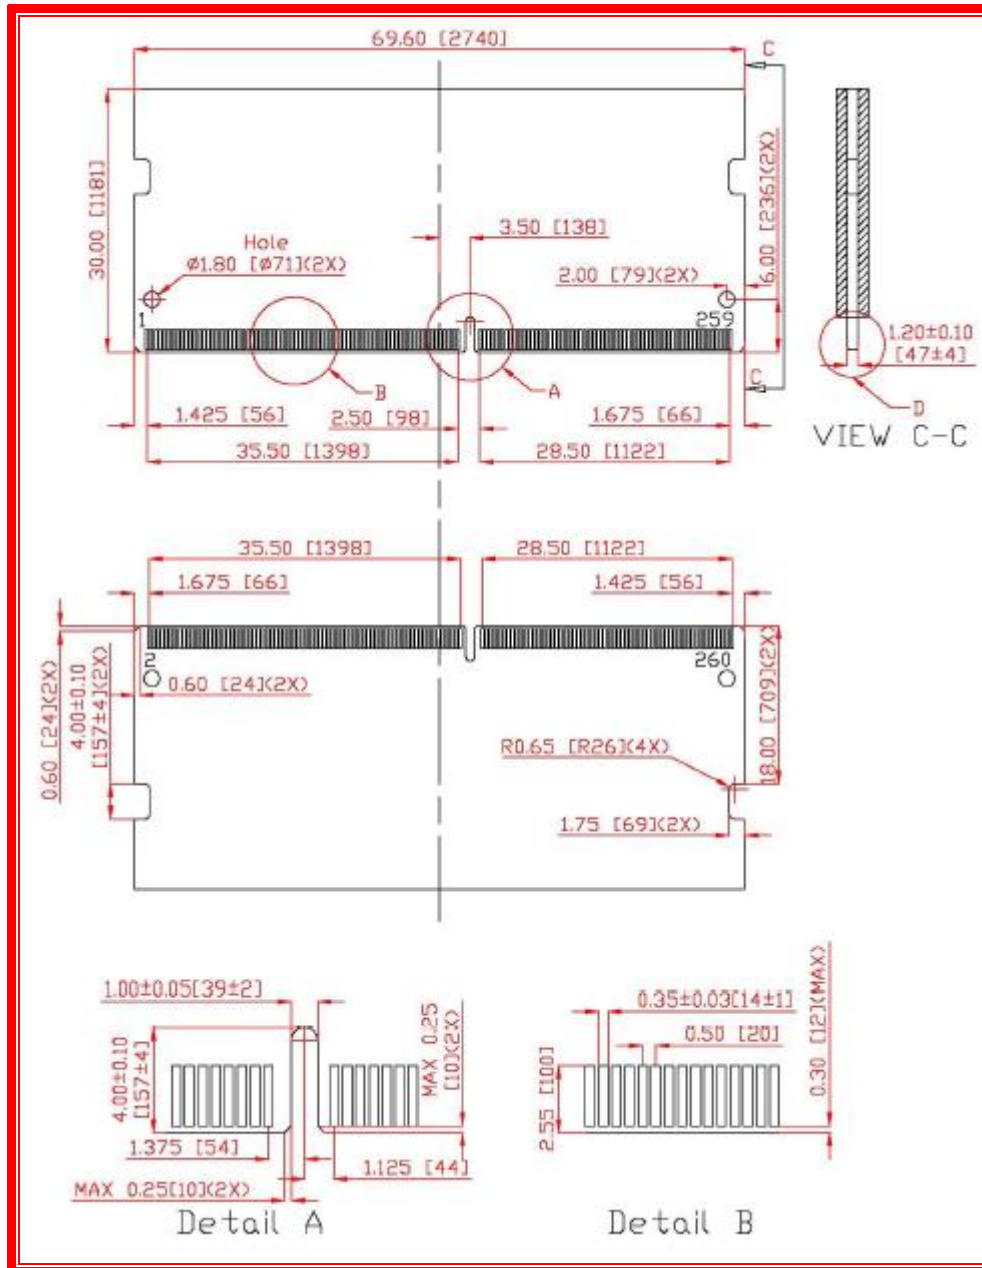 69.60 [2740]
C
30.00 [1181]
Hole
ø1.80 [ø71](2X)
3.50 [138]
2.00 [79](2X)
6.00 [236](2X)
1
259
1.20±0.10
[47±4]
B
A
C
D
1.425 [56]
2.50 [98]
1.675 [66]
35.50 [1398]
28.50 [1122]
VIEW C-C
35.50 [1398]
28.50 [1122]
1.675 [66]
1.425 [56]
2
260
0.60 [24](2X)
0.60 [24](2X)
4.00±0.10
[157±4](2X)
18.00 [709](2X)
R0.65 [R26](4X)
1.75 [69](2X)
1.00±0.05[39±2]
4.00±0.10
[157±4]
MAX 0.25
[10](2X)
1.375 [54]
1.125 [44]
MAX 0.25[10](2X)
Detail A
0.35±0.03[14±1]
0.50 [20]
0.30 [12](MAX)
2.55 [100]
Detail B